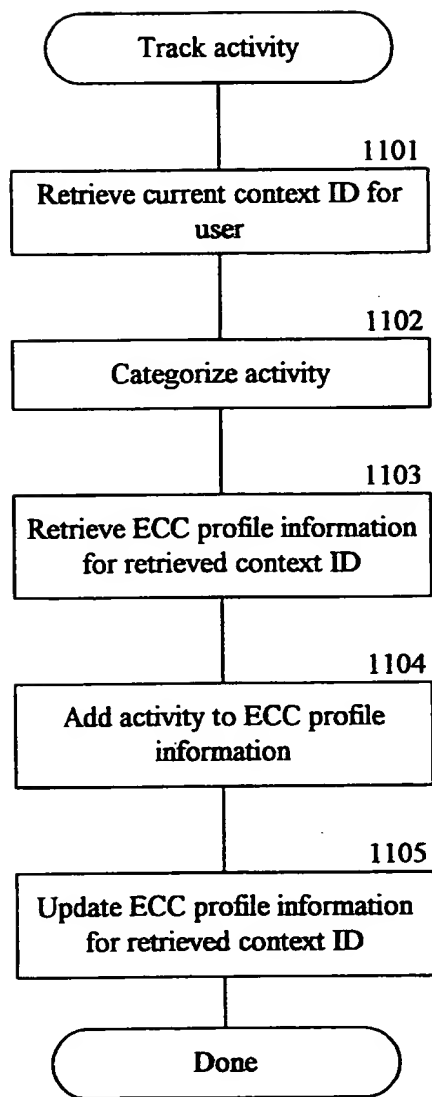 Track activity
1101
Retrieve current context ID for
user
1102
Categorize activity
1103
Retrieve ECC profile information
for retrieved context ID
1104
Add activity to ECC profile
information
1105
Update ECC profile information
for retrieved context ID
Done